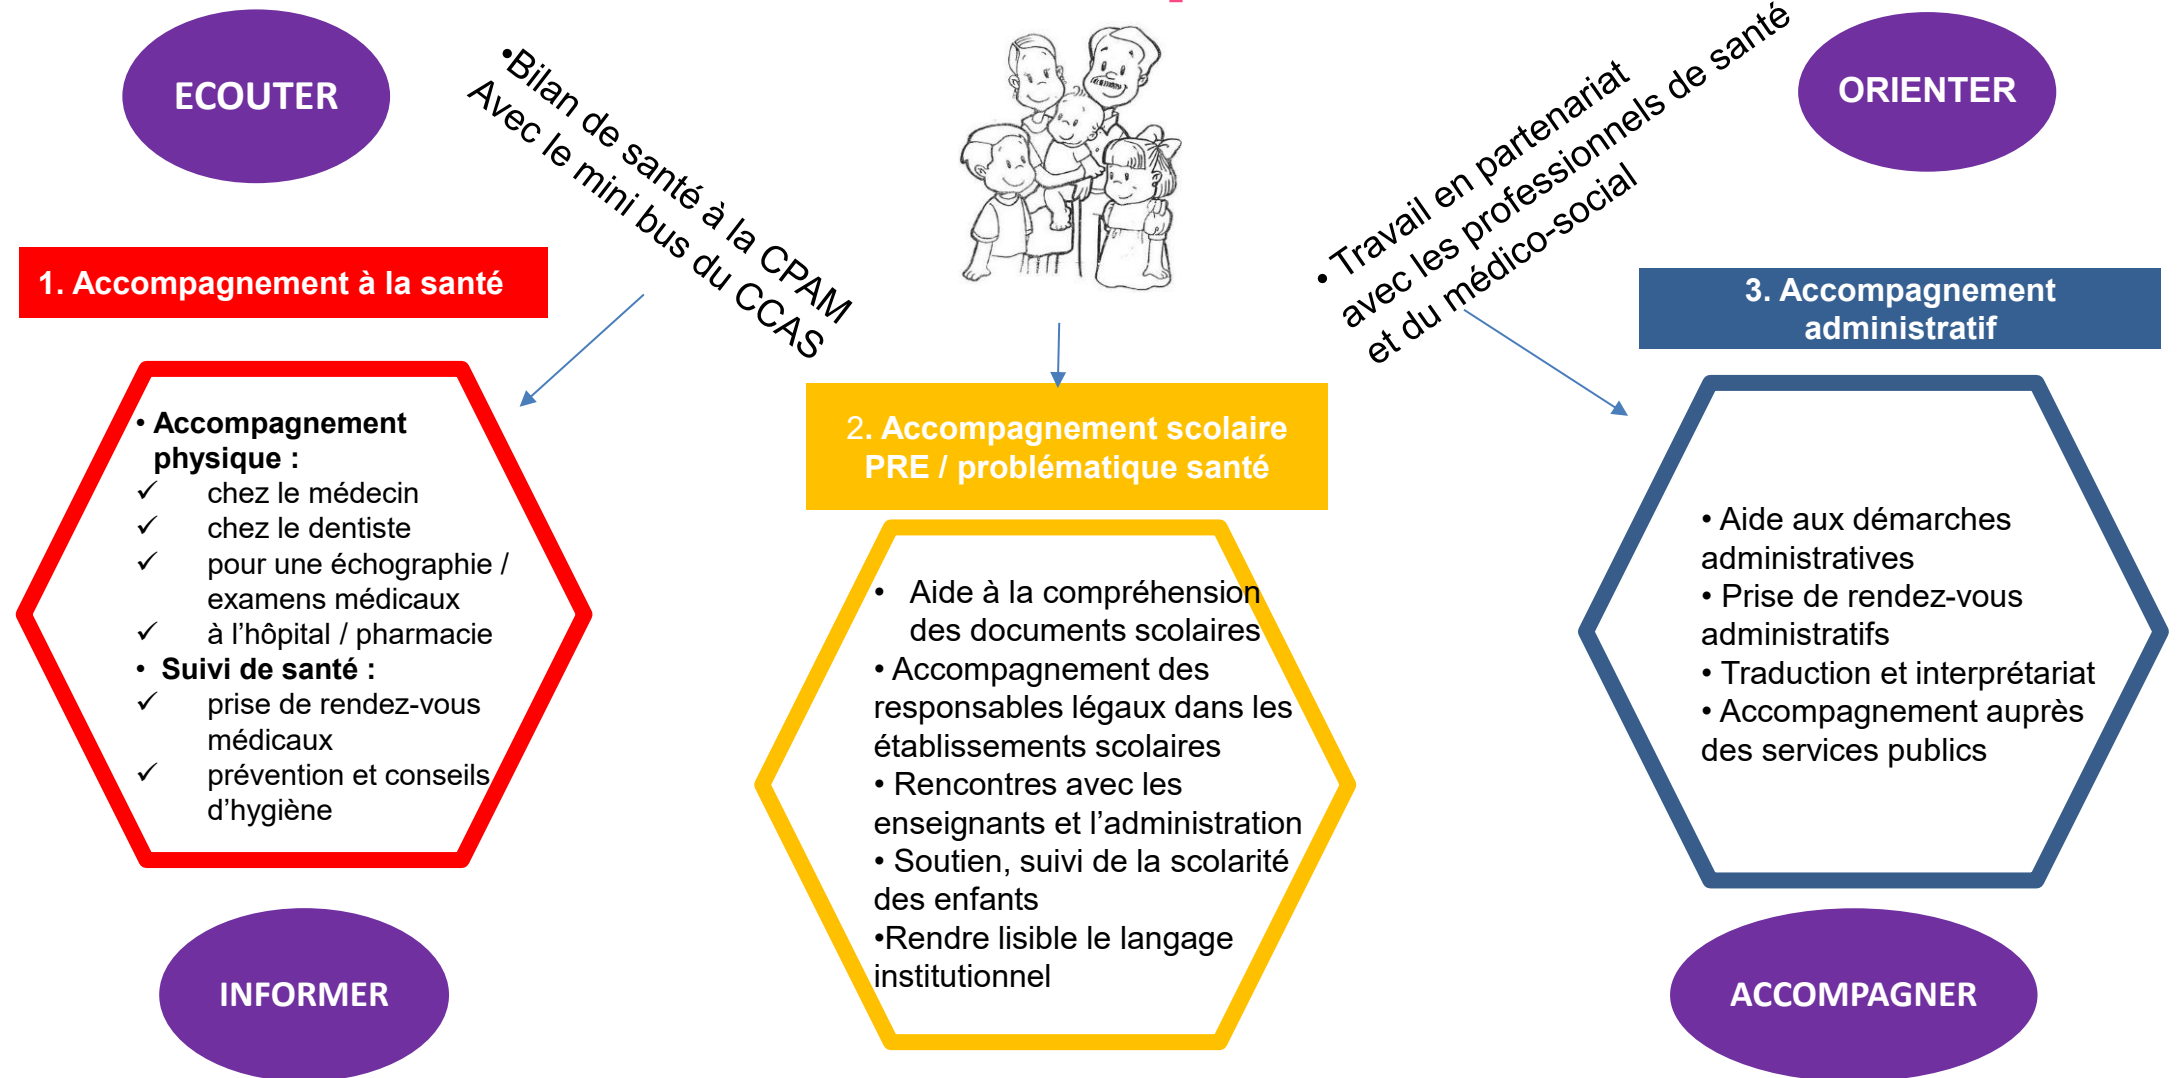 ECOUTER
•Bilan de santé à la CPAM
Avec le mini bus du CCAS
• Travail en partenariat
avec les professionnels de santé
et du médico-social
ORIENTER
1. Accompagnement à la santé
• Accompagnement
physique :
✓ chez le médecin
✓ chez le dentiste
✓ pour une échographie /
examens médicaux
✓ à l’hôpital / pharmacie
• Suivi de santé :
✓ prise de rendez-vous
médicaux
✓ prévention et conseils
d’hygiène
2. Accompagnement scolaire
PRE / problématique santé
• Aide à la compréhension
des documents scolaires
• Accompagnement des
responsables légaux dans les
établissements scolaires
• Rencontres avec les
enseignants et l’administration
• Soutien, suivi de la scolarité
des enfants
•Rendre lisible le langage
institutionnel
3. Accompagnement
administratif
• Aide aux démarches
administratives
• Prise de rendez-vous
administratifs
• Traduction et interprétariat
• Accompagnement auprès
des services publics
INFORMER
ACCOMPAGNER